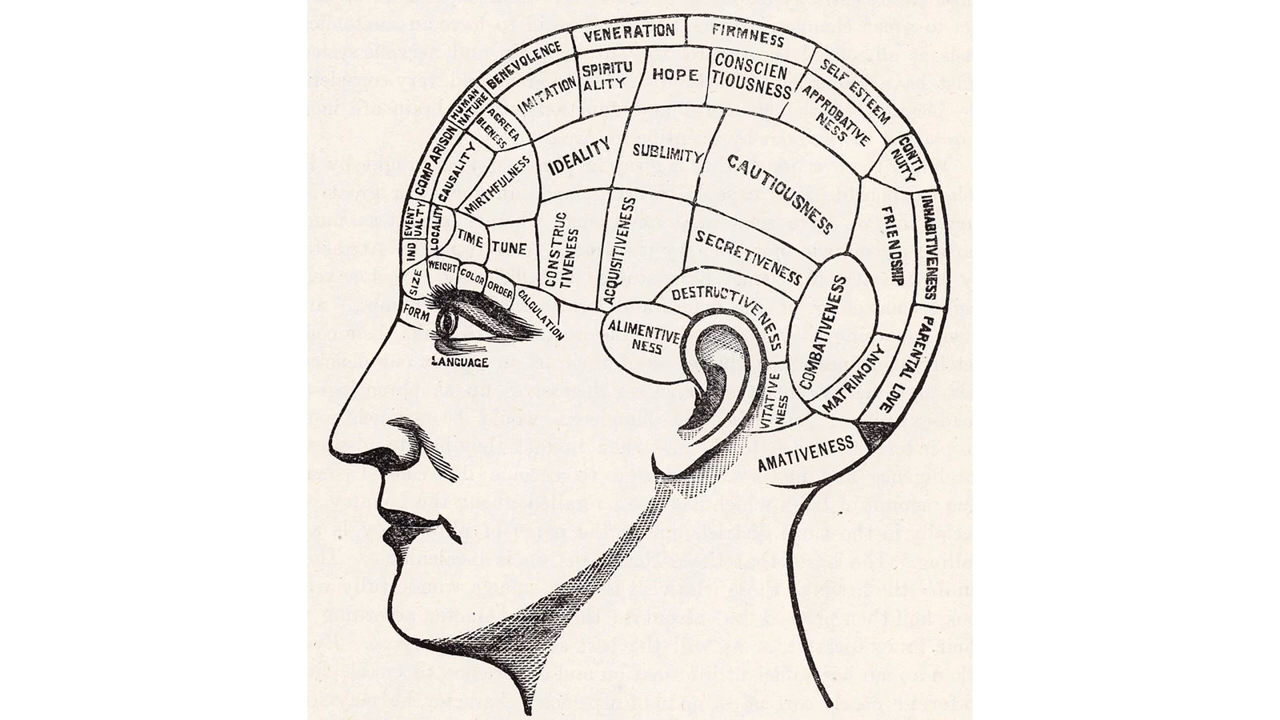 VENERATION
FIRMNESS
BENEVOLENCE
SELF ESTEEM
HUMAN
NATURE
IMITATION
SPIRITU
ALITY
HOPE
CONSCIEN
TIOUSNESS
APPROBATIVE
NESS
CONTI
NUITY
COMPARISON
AGREEA
BLENESS
CAUSALITY
MIRTHFULNESS
IDEALITY
SUBLIMITY
CAUTIOUSNESS
FRIENDSHIP
INHABITIVENESS
EVENT
UALTY
LOCALITY
TIME
TUNE
CONSTRUC
TIVENESS
ACQUISITIVENESS
SECRETIVENESS
IND
SIZE
WEIGHT
COLOR
ORDER
CALCULATION
FORM
LANGUAGE
DESTRUCTIVENESS
ALIMENTIVE
NESS
COMBATIVENESS
PARENTAL LOVE
MATRIMONY
VITATIVE
NESS
AMATIVENESS